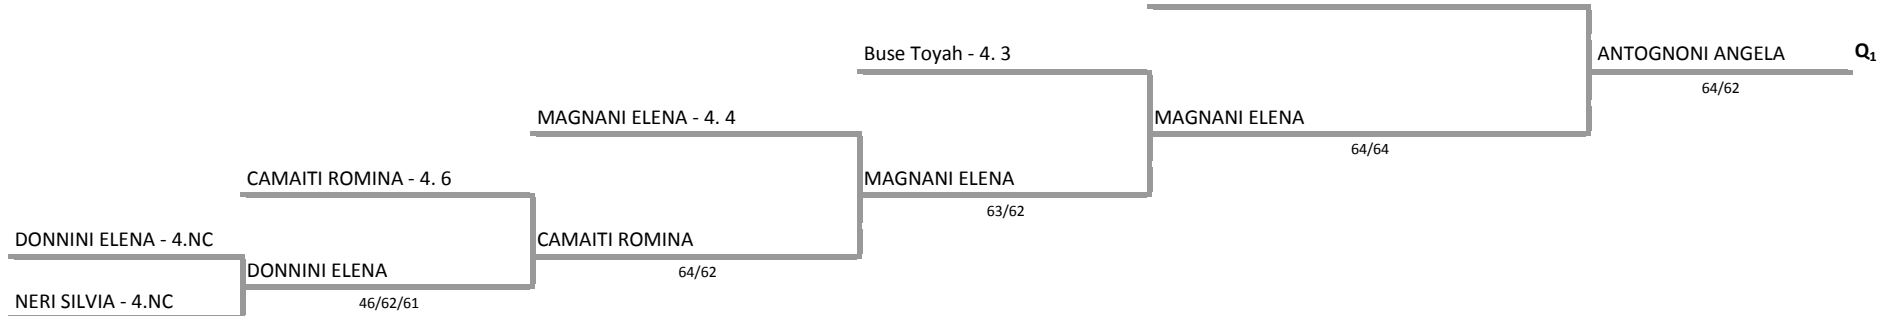 Buse Toyah - 4. 3
ANTOGNONI ANGELA Q1
64/62
MAGNANI ELENA - 4. 4
MAGNANI ELENA
64/64
CAMAITI ROMINA - 4. 6
MAGNANI ELENA
63/62
DONNINI ELENA - 4.NC
CAMAITI ROMINA
DONNINI ELENA
64/62
NERI SILVIA - 4.NC
46/62/61